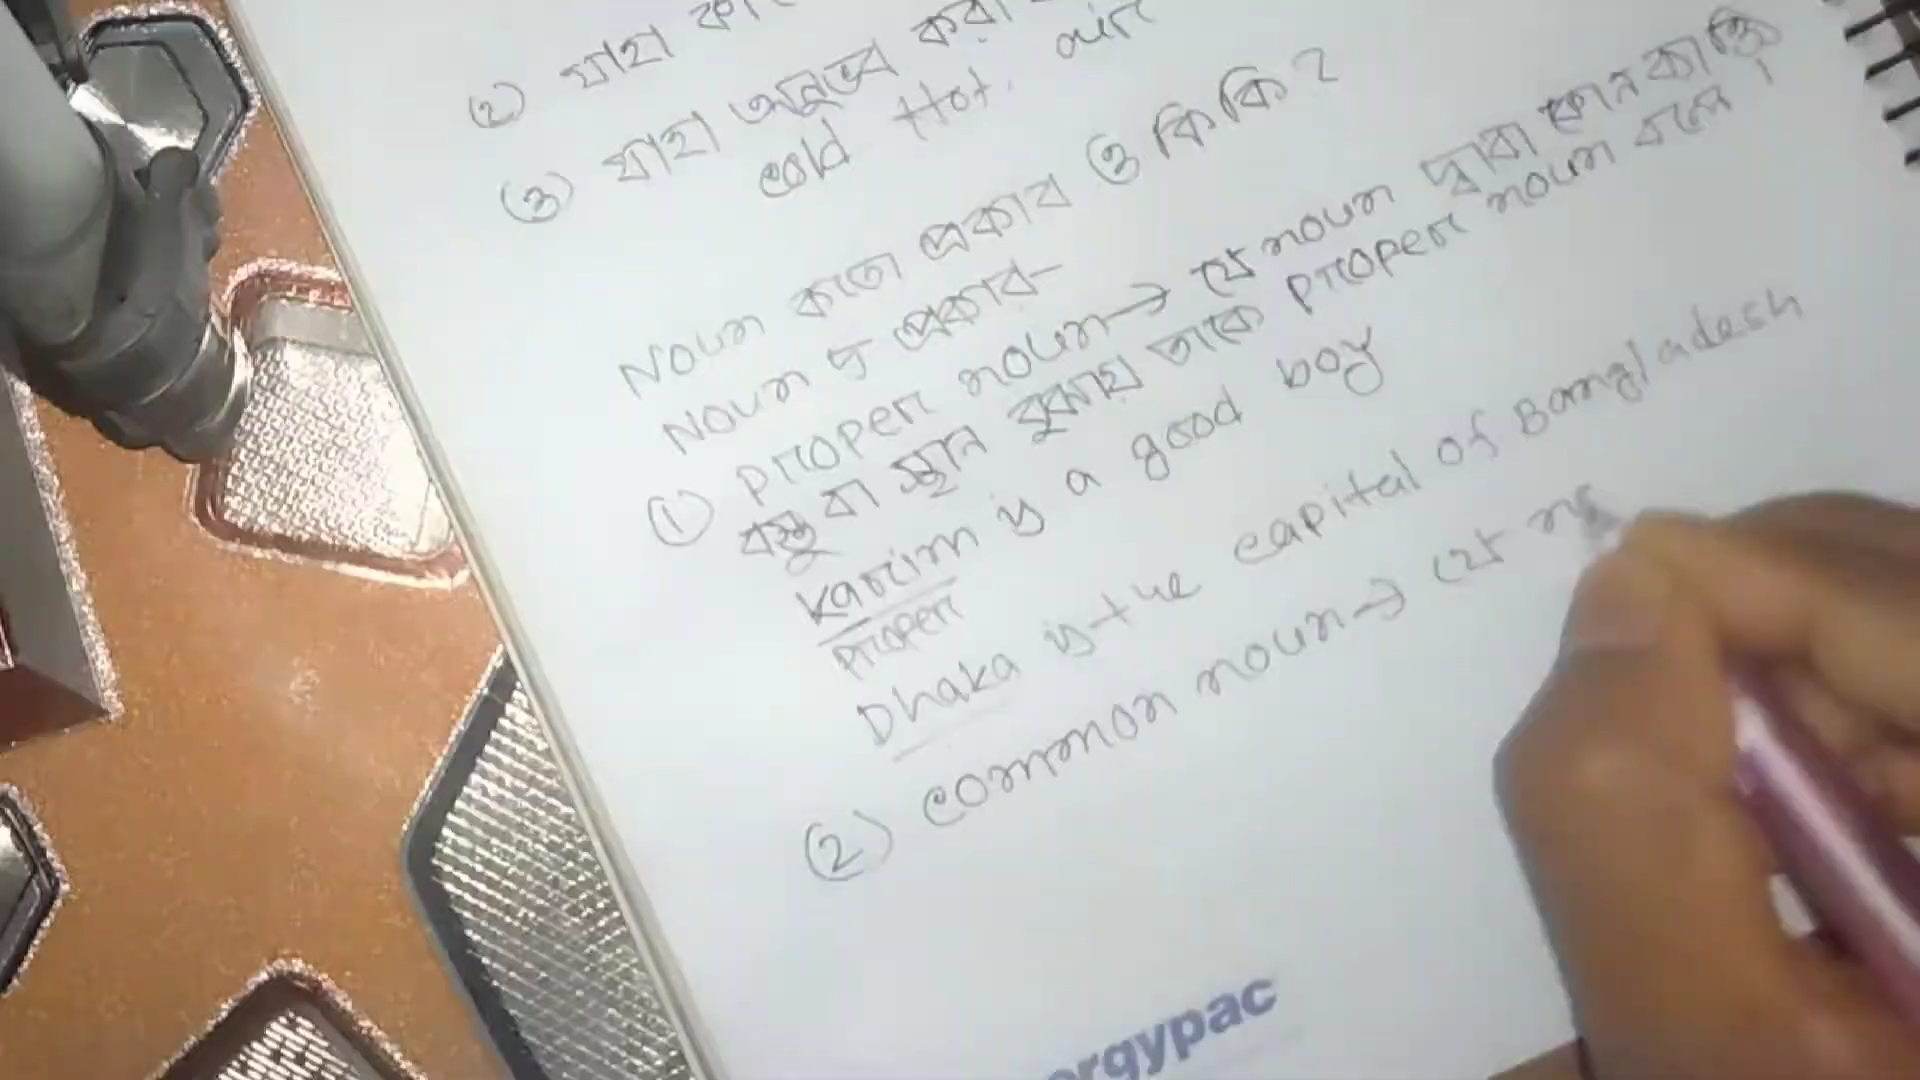 (২) যাহা
(৩) যাহা অনুভব করা
cold Hot. air
Noun কতো প্রকার ও কি কি?
Noun ৫ প্রকার-
(1) proper noun → যে noun দ্বারা কোন ব্যক্তি
বস্তু বা স্থান বুঝায় তাকে proper noun বলে।
Karim is a good boy
proper
Dhaka is the capital of Bangladesh
(2) common noun → যে
ergypac